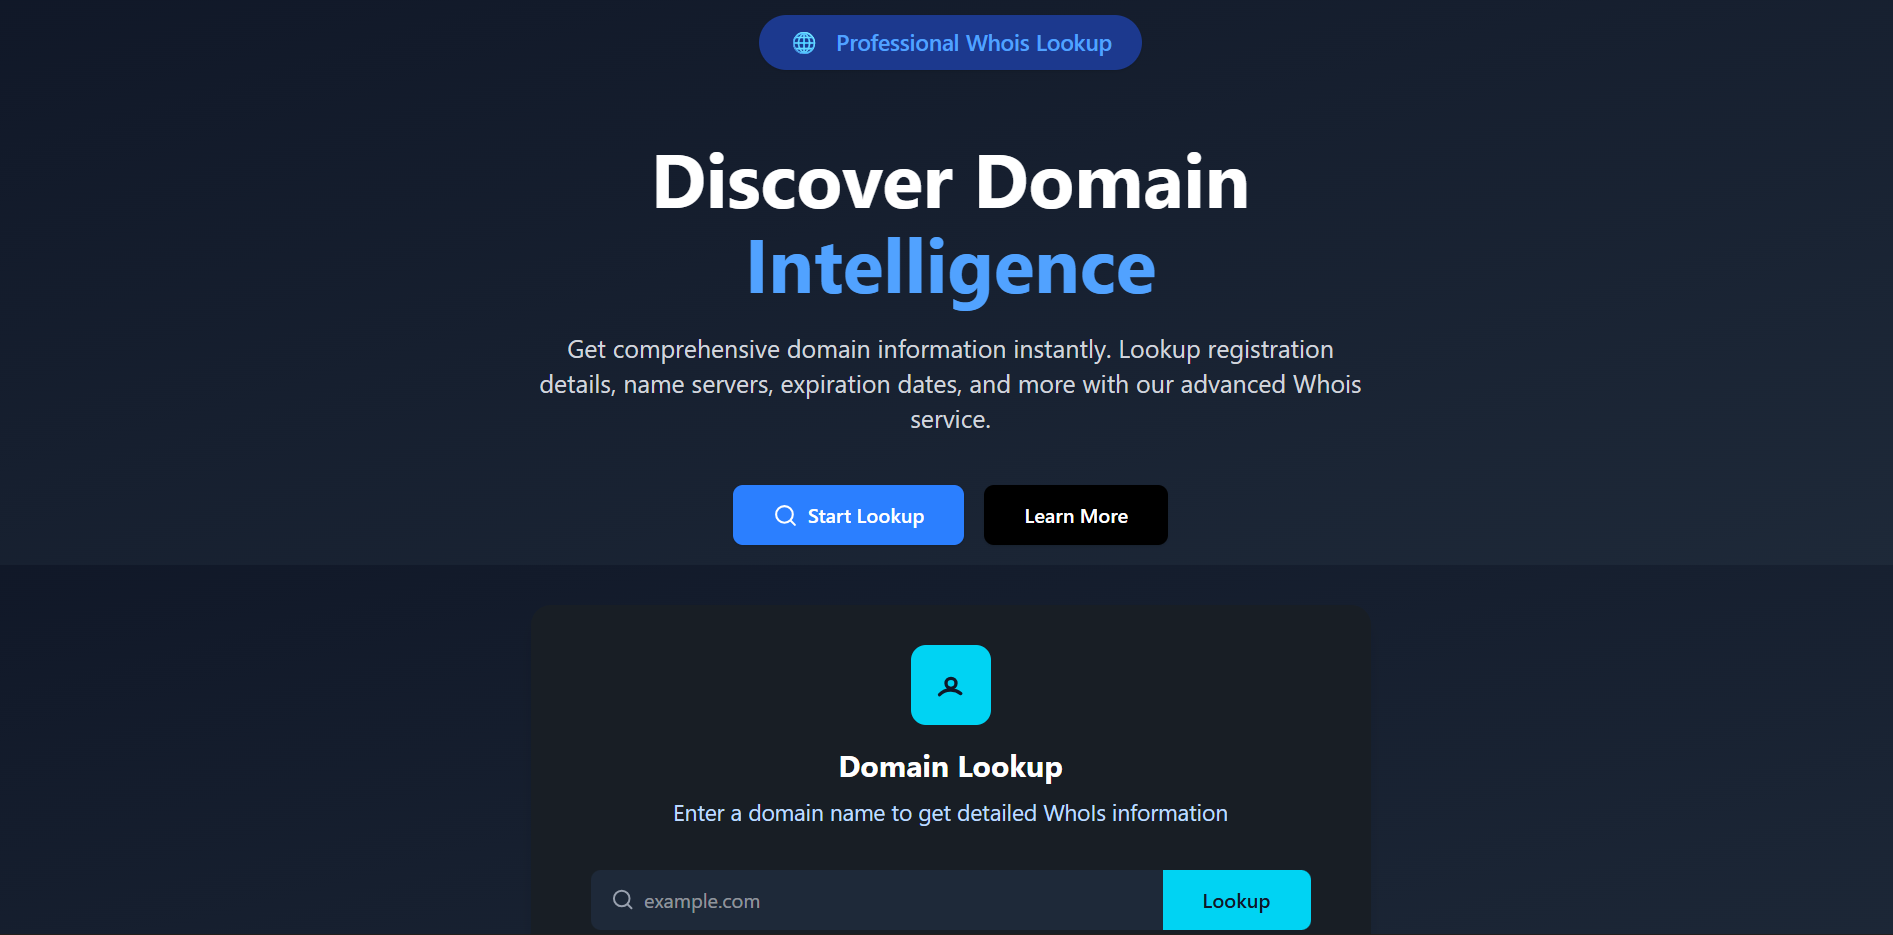 Professional Whois Lookup
Discover Domain
Intelligence
Get comprehensive domain information instantly. Lookup registration
details, name servers, expiration dates, and more with our advanced Whois
service.
Start Lookup
Learn More
Domain Lookup
Enter a domain name to get detailed WhoIs information
example.com
Lookup